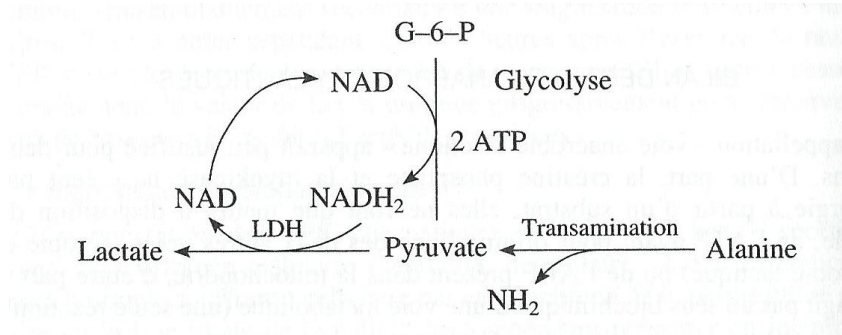 G–6–P
NAD Glycolyse
2 ATP
NAD NADH₂
LDH Transamination
Lactate Pyruvate Alanine
NH₂